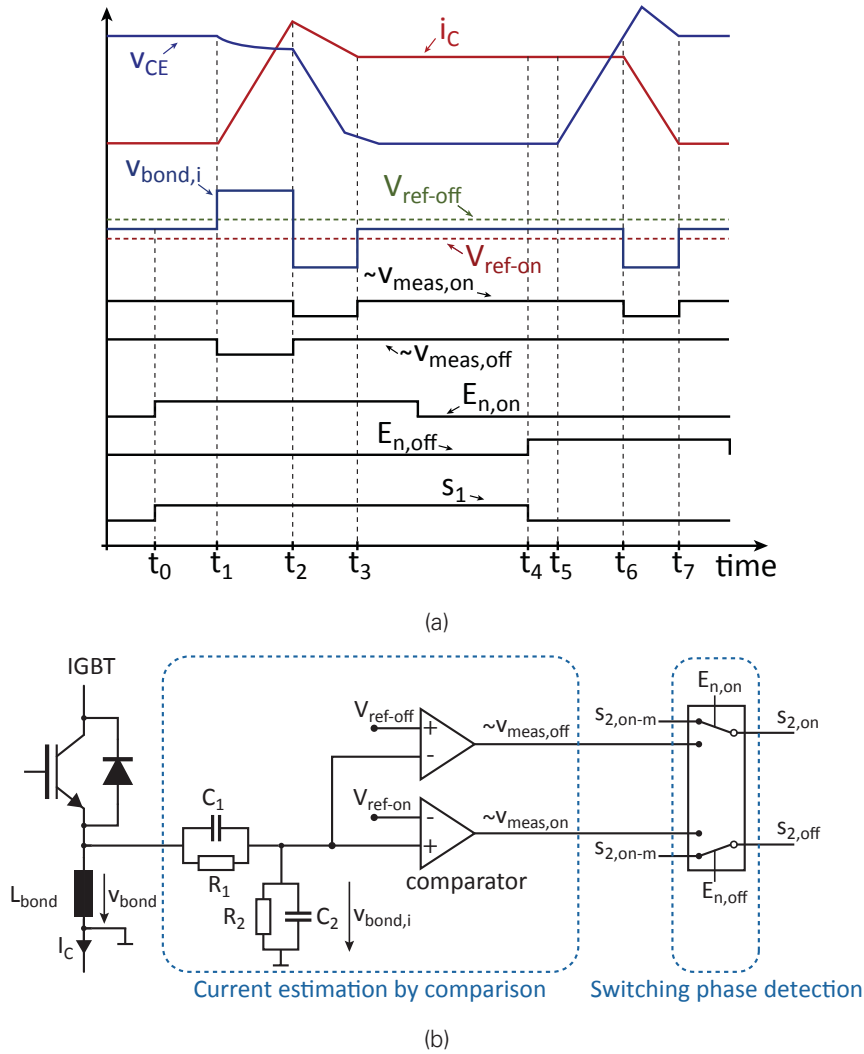 v_CE
i_C
v_bond,i
V_ref-off
V_ref-on
~v_meas,on
~v_meas,off
E_n,on
E_n,off
s_1
t_0 t_1 t_2 t_3 t_4 t_5 t_6 t_7 time
(a)
IGBT
E_n,on
V_ref-off
+
-
~v_meas,off
s_2,on-m
s_2,on
C_1
V_ref-on
-
+
~v_meas,on
s_2,off
R_1
comparator
s_2,on-m
L_bond
v_bond
R_2
C_2
v_bond,i
E_n,off
I_C
Current estimation by comparison
Switching phase detection
(b)